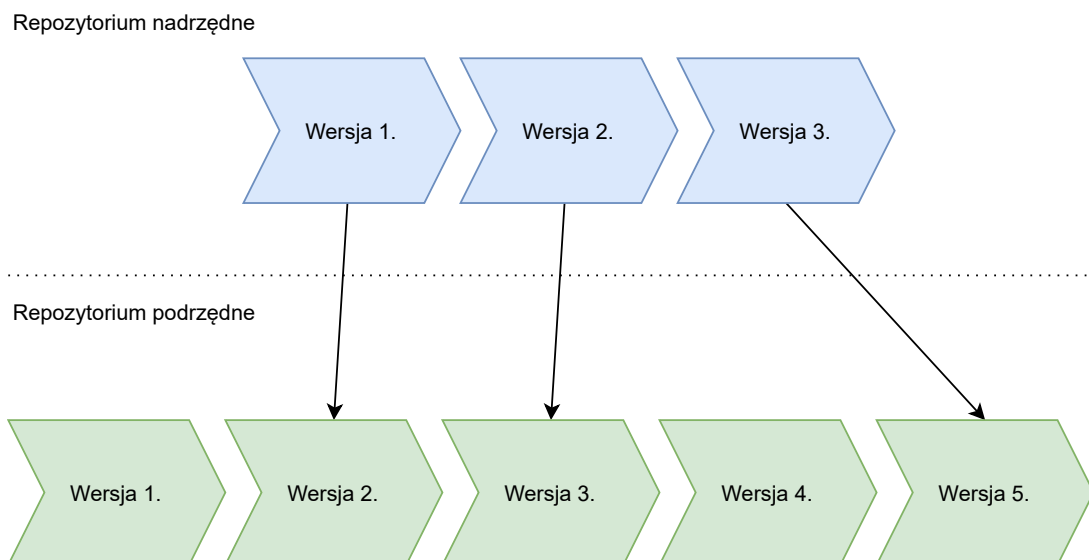 Repozytorium nadrzędne
Wersja 1.
Wersja 2.
Wersja 3.
Repozytorium podrzędne
Wersja 1.
Wersja 2.
Wersja 3.
Wersja 4.
Wersja 5.